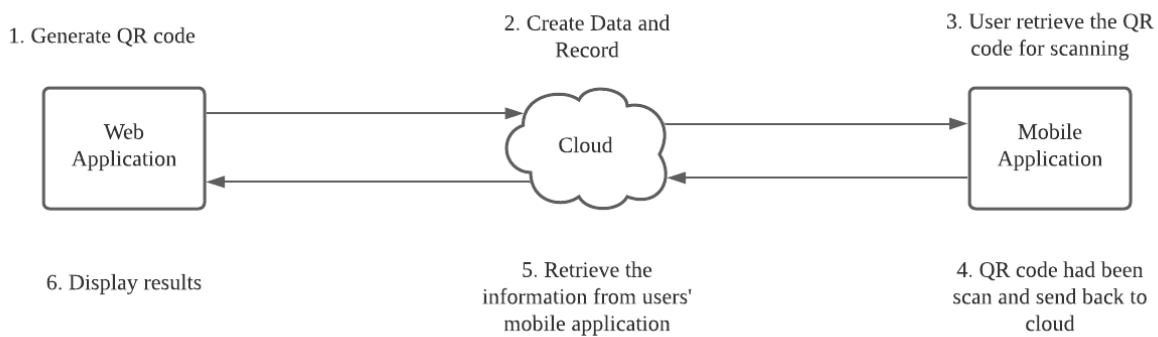 1. Generate QR code
2. Create Data and
Record
3. User retrieve the QR
code for scanning
Web
Application
Cloud
Mobile
Application
6. Display results
5. Retrieve the
information from users'
mobile application
4. QR code had been
scan and send back to
cloud